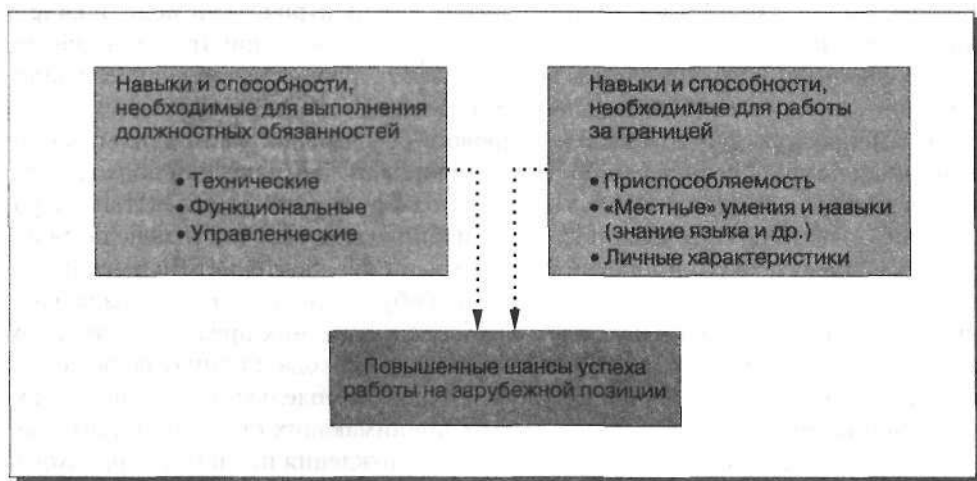 Навыки и способности,
необходимые для выполнения
должностных обязанностей
• Технические
• Функциональные
• Управленческие
Навыки и способности,
необходимые для работы
за границей
• Приспособляемость
• «Местные» умения и навыки
(знание языка и др.)
• Личные характеристики
Повышенные шансы успеха
работы на зарубежной позиции